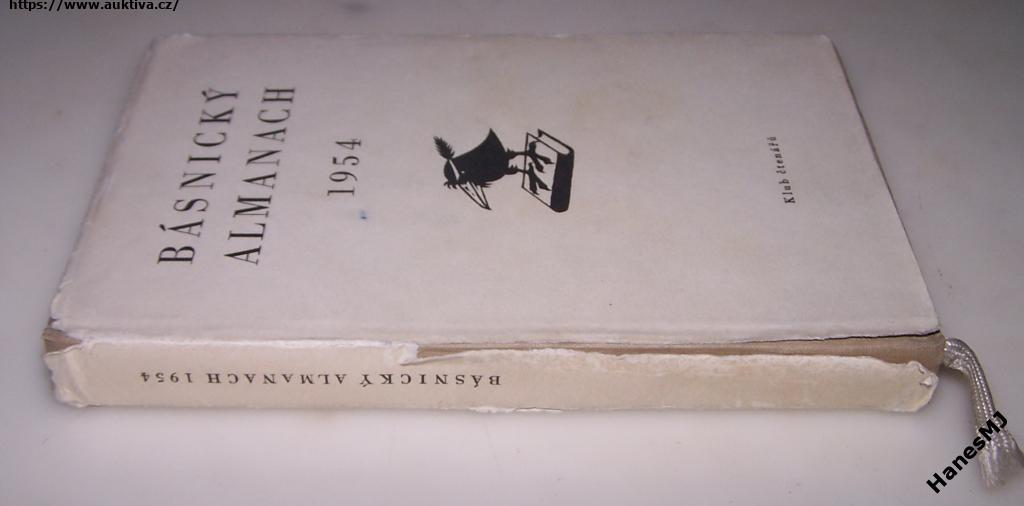 https://www.auktiva.cz/
BÁSNICKÝ
ALMANACH
1954
Klub čtenářů
BÁSNICKÝ ALMANACH 1954
HanesMJ